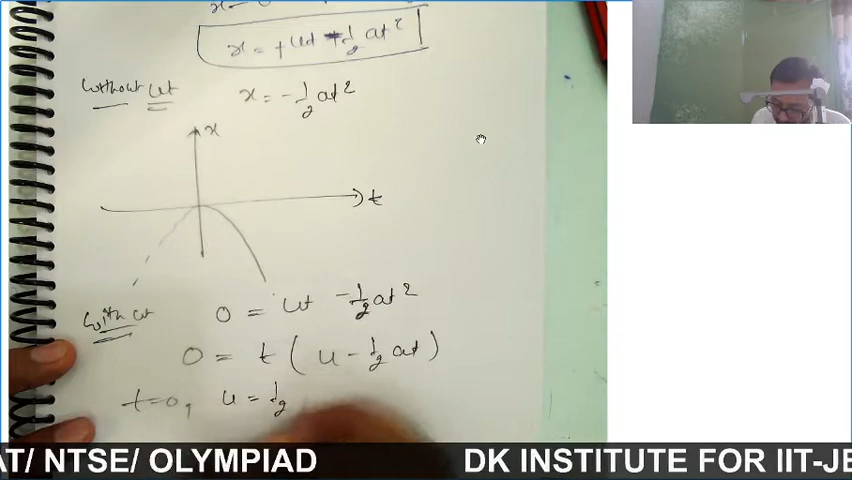 x = + ut + ½ at²
without ut x = - ½ at²
x
t
with ut 0 = ut - ½ at²
0 = t ( u - ½ at )
t=0, u = ½
AT/ NTSE/ OLYMPIAD DK INSTITUTE FOR IIT-JE